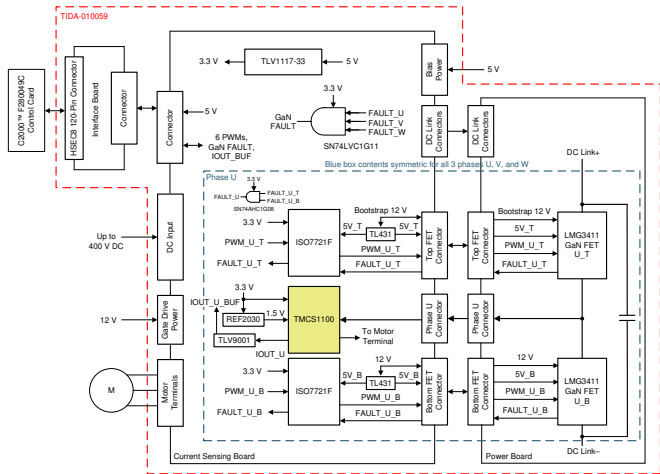 TIDA-010059
C2000™ F280049C
Control Card
HSEC8 120-Pin Connector
Interface Board
Connector
Connector
3.3 V
TLV1117-33
5 V
Bias
Power
5 V
5 V
6 PWMs,
GaN FAULT,
IOUT_BUF
3.3 V
GaN
FAULT
FAULT_U
FAULT_V
FAULT_W
SN74LVC1G11
DC Link
Connectors
DC Link
Connectors
DC Link+
Blue box contents symmetric for all 3 phases U, V, and W
Phase U
3.3 V
FAULT_U
FAULT_U_T
FAULT_U_B
SN74AHC1G08
Up to
400 V DC
DC Input
3.3 V
PWM_U_T
FAULT_U_T
ISO7721F
Bootstrap 12 V
5V_T
TL431
5V_T
PWM_U_T
FAULT_U_T
Top FET
Connector
Top FET
Connector
Bootstrap 12 V
5V_T
PWM_U_T
FAULT_U_T
LMG3411
GaN FET
U_T
12 V
Gate Drive
Power
3.3 V
IOUT_U_BUF
REF2030
1.5 V
TLV9001
IOUT_U
TMCS1100
To Motor
Terminal
Phase U
Connector
Phase U
Connector
M
Motor
Terminals
3.3 V
PWM_U_B
FAULT_U_B
ISO7721F
12 V
5V_B
TL431
5V_B
PWM_U_B
FAULT_U_B
Bottom FET
Connector
Bottom FET
Connector
12 V
5V_B
PWM_U_B
FAULT_U_B
LMG3411
GaN FET
U_B
DC Link–
Current Sensing Board
Power Board